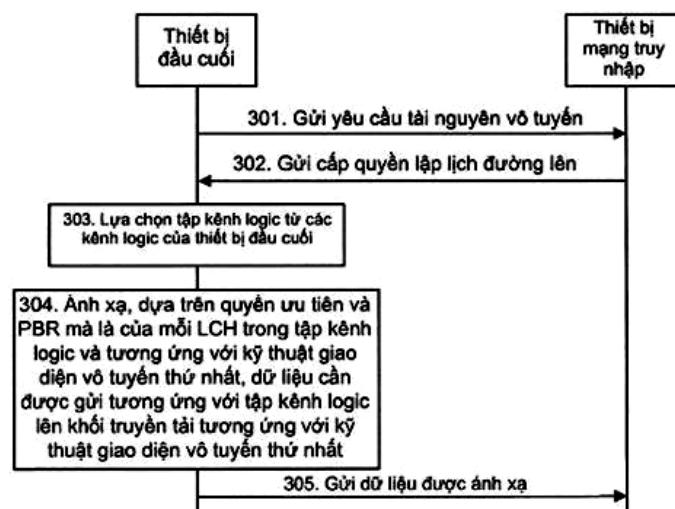 Thiết bị
đầu cuối
Thiết bị
mạng truy
nhập
301. Gửi yêu cầu tài nguyên vô tuyến
302. Gửi cấp quyền lập lịch đường lên
303. Lựa chọn tập kênh logic từ các
kênh logic của thiết bị đầu cuối
304. Ánh xạ, dựa trên quyền ưu tiên và
PBR mà là của mỗi LCH trong tập kênh
logic và tương ứng với kỹ thuật giao
diện vô tuyến thứ nhất, dữ liệu cần
được gửi tương ứng với tập kênh logic
lên khối truyền tải tương ứng với kỹ
thuật giao diện vô tuyến thứ nhất
305. Gửi dữ liệu được ánh xạ